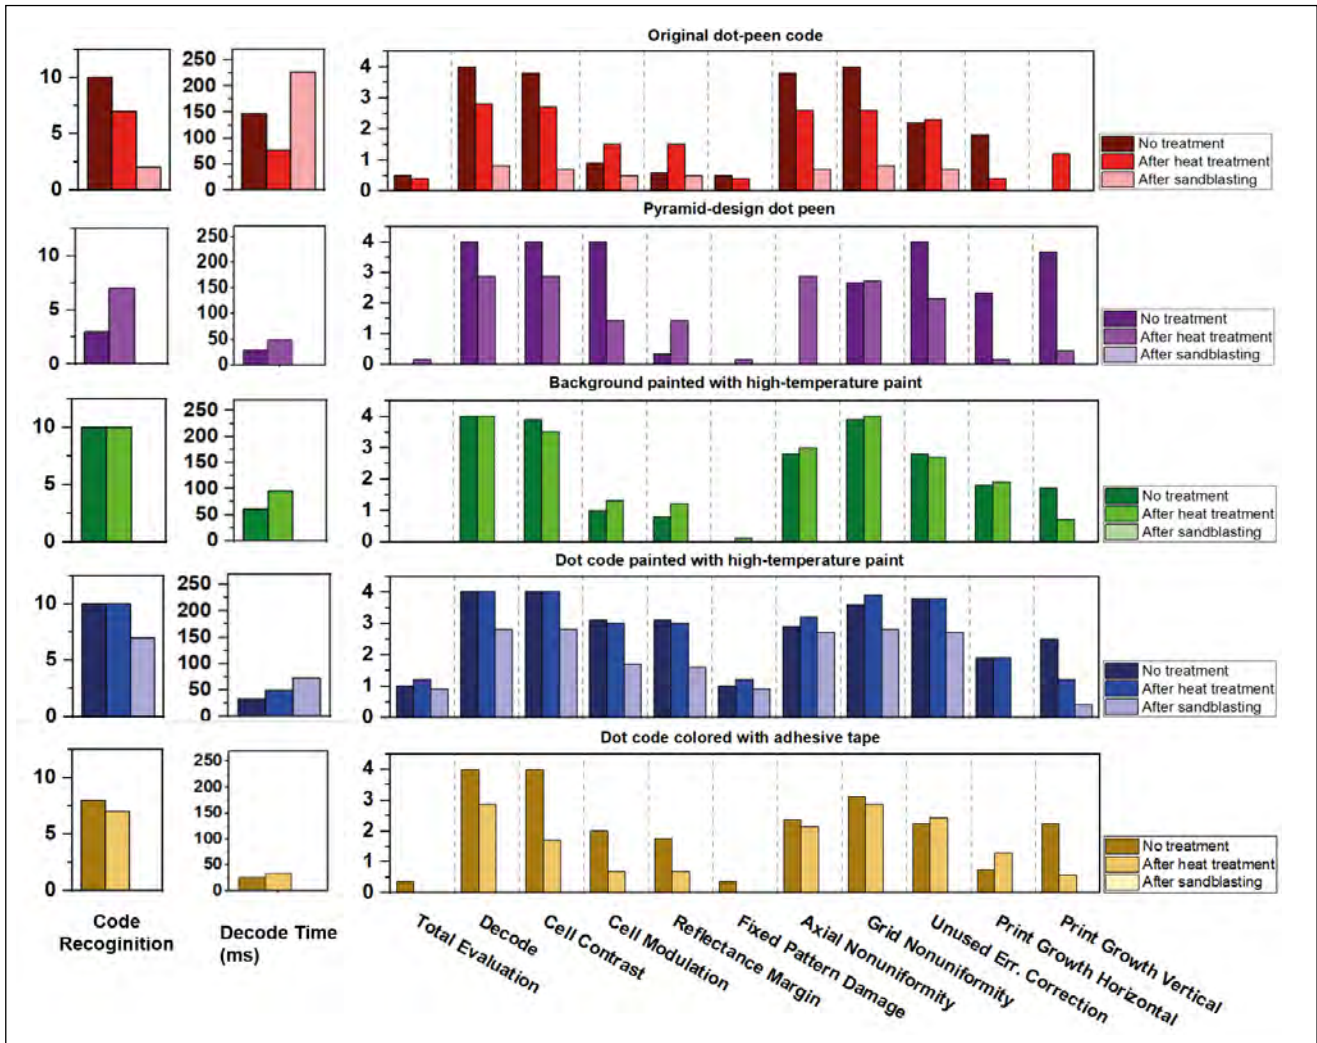 Original dot-peen code
10
5
0
250
200
150
100
50
0
4
3
2
1
0
No treatment
After heat treatment
After sandblasting
Pyramid-design dot peen
10
5
0
250
200
150
100
50
0
4
3
2
1
0
No treatment
After heat treatment
After sandblasting
Background painted with high-temperature paint
10
5
0
250
200
150
100
50
0
4
3
2
1
0
No treatment
After heat treatment
After sandblasting
Dot code painted with high-temperature paint
10
5
0
250
200
150
100
50
0
4
3
2
1
0
No treatment
After heat treatment
After sandblasting
Dot code colored with adhesive tape
10
5
0
250
200
150
100
50
0
4
3
2
1
0
No treatment
After heat treatment
After sandblasting
Code
Recoginition
Decode Time
(ms)
Total Evaluation
Decode
Cell Contrast
Cell Modulation
Reflectance Margin
Fixed Pattern Damage
Axial Nonuniformity
Grid Nonuniformity
Unused Err. Correction
Print Growth Horizontal
Print Growth Vertical